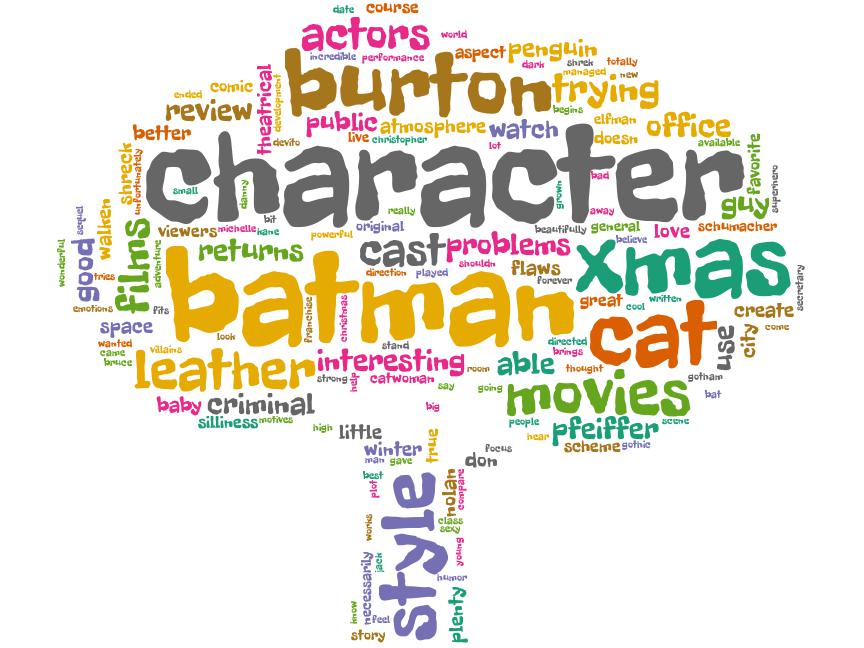 date course
actors world
incredible performance aspect penguin
dark shrek totally
burton managed new
ended comic theatrical development trying
review public begins
better atmosphere watch elfman office
devito live christopher doesn available
lot
character
shreck unfortunately small danny grown bad favorite superhero
away guy
wonderful sequel walken bit really
viewers michelle kane powerful original beautifully general love schumacher
good films adventure returns cast problems believe xmas
tries direction played shouldn flaws
batman forever secretary
emotions fits franchise christmas great cool written create
space cat use city come
look
wanted villains stand directed
came
bruce leather interesting room able brings thought
strong help catwoman say going gotham
movies bat
baby criminal big
silliness motives people scene
high little hear pfeiffer
winter true scheme gothic
man gave focus
don
best plot style nolan compare
class
sexy
works young
necessarily jack
humor
know feel plenty
story